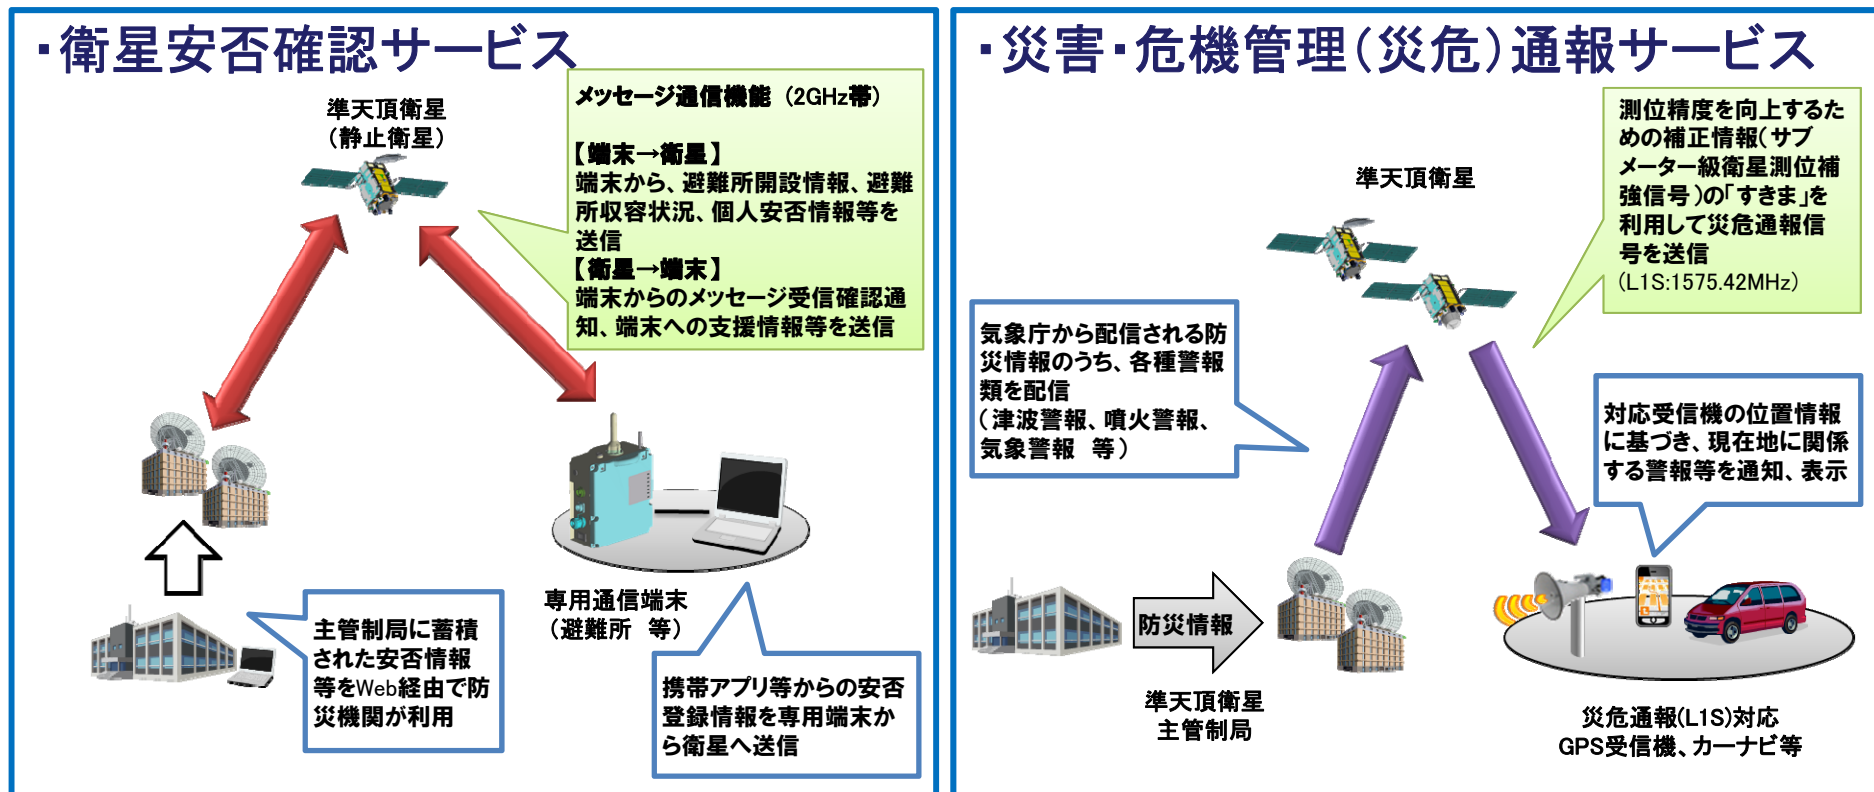 ・衛星安否確認サービス
準天頂衛星
（静止衛星）
メッセージ通信機能（2GHz帯）
【端末→衛星】
端末から、避難所開設情報、避難
所収容状況、個人安否情報等を
送信
【衛星→端末】
端末からのメッセージ受信確認通
知、端末への支援情報等を送信
専用通信端末
（避難所　等）
主管制局に蓄積
された安否情報
等をWeb経由で防
災機関が利用
携帯アプリ等からの安否
登録情報を専用端末か
ら衛星へ送信
・災害・危機管理（災危）通報サービス
準天頂衛星
測位精度を向上するた
めの補正情報（サブ
メーター級衛星測位補
強信号）の「すきま」を
利用して災危通報信
号を送信
(L1S:1575.42MHz)
気象庁から配信される防
災情報のうち、各種警報
類を配信
（津波警報、噴火警報、
気象警報　等）
対応受信機の位置情報
に基づき、現在地に関係
する警報等を通知、表示
防災情報
準天頂衛星
主管制局
災危通報(L1S)対応
GPS受信機、カーナビ等